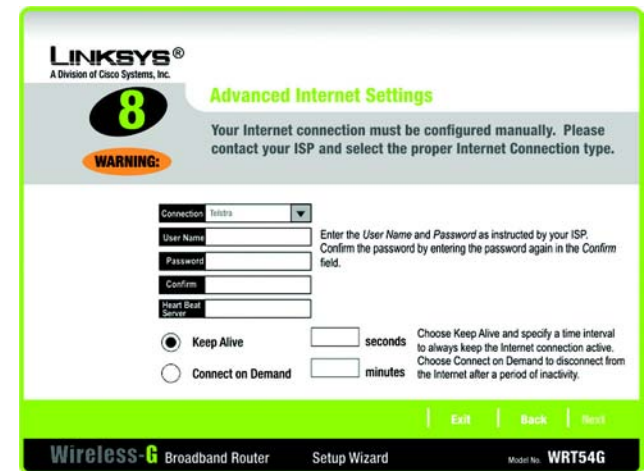 LINKSYS®
A Division of Cisco Systems, Inc.
8
Advanced Internet Settings
WARNING:
Your Internet connection must be configured manually. Please
contact your ISP and select the proper Internet Connection type.
Connection Telstra
User Name
Password
Confirm
Heart Beat
Server
Enter the User Name and Password as instructed by your ISP.
Confirm the password by entering the password again in the Confirm
field.
Keep Alive seconds
Choose Keep Alive and specify a time interval
to always keep the Internet connection active.
Connect on Demand minutes
Choose Connect on Demand to disconnect from
the Internet after a period of inactivity.
Exit Back Next
Wireless-G Broadband Router Setup Wizard Model No. WRT54G